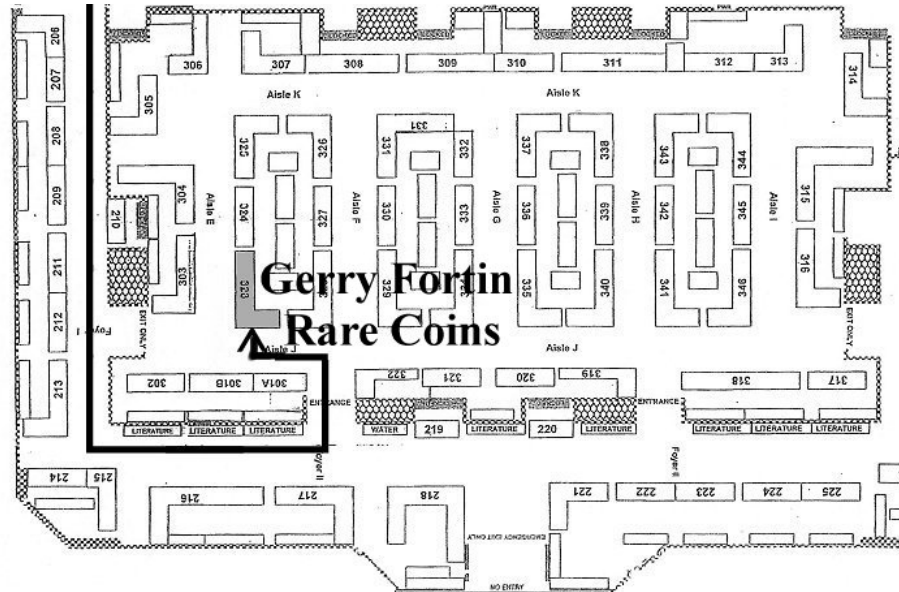 PWR
PWR
206
306
307
308
309
310
311
312
313
314
207
305
Aisle K
Aisle K
208
325
326
331
331
332
337
338
343
344
209
304
315
210
Aisle E
324
327
Aisle F
330
333
Aisle G
336
339
Aisle H
342
345
Aisle I
211
303
323
Gerry Fortin
329
335
340
341
346
316
212
Foyer I
EXIT ONLY
Rare Coins
EXIT ONLY
Aisle J
Aisle J
213
302
301B
301A
322
321
320
319
318
317
ENTRANCE
ENTRANCE
LITERATURE
LITERATURE
LITERATURE
WATER
219
LITERATURE
220
LITERATURE
LITERATURE
LITERATURE
LITERATURE
Foyer II
Foyer II
214
215
216
217
218
221
222
223
224
225
EMERGENCY EXIT ONLY
NO ENTRY